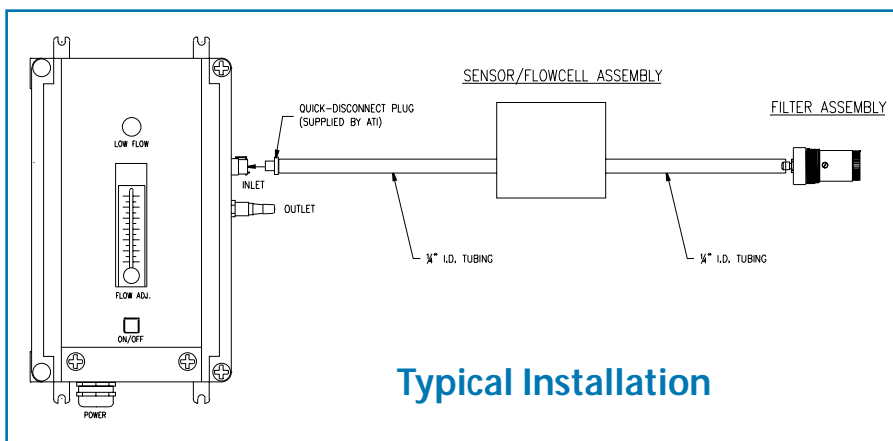 SENSOR/FLOWCELL ASSEMBLY
FILTER ASSEMBLY
QUICK-DISCONNECT PLUG
(SUPPLIED BY ATI)
LOW FLOW
INLET
OUTLET
¼" I.D. TUBING
¼" I.D. TUBING
FLOW ADJ.
ON/OFF
POWER
Typical Installation